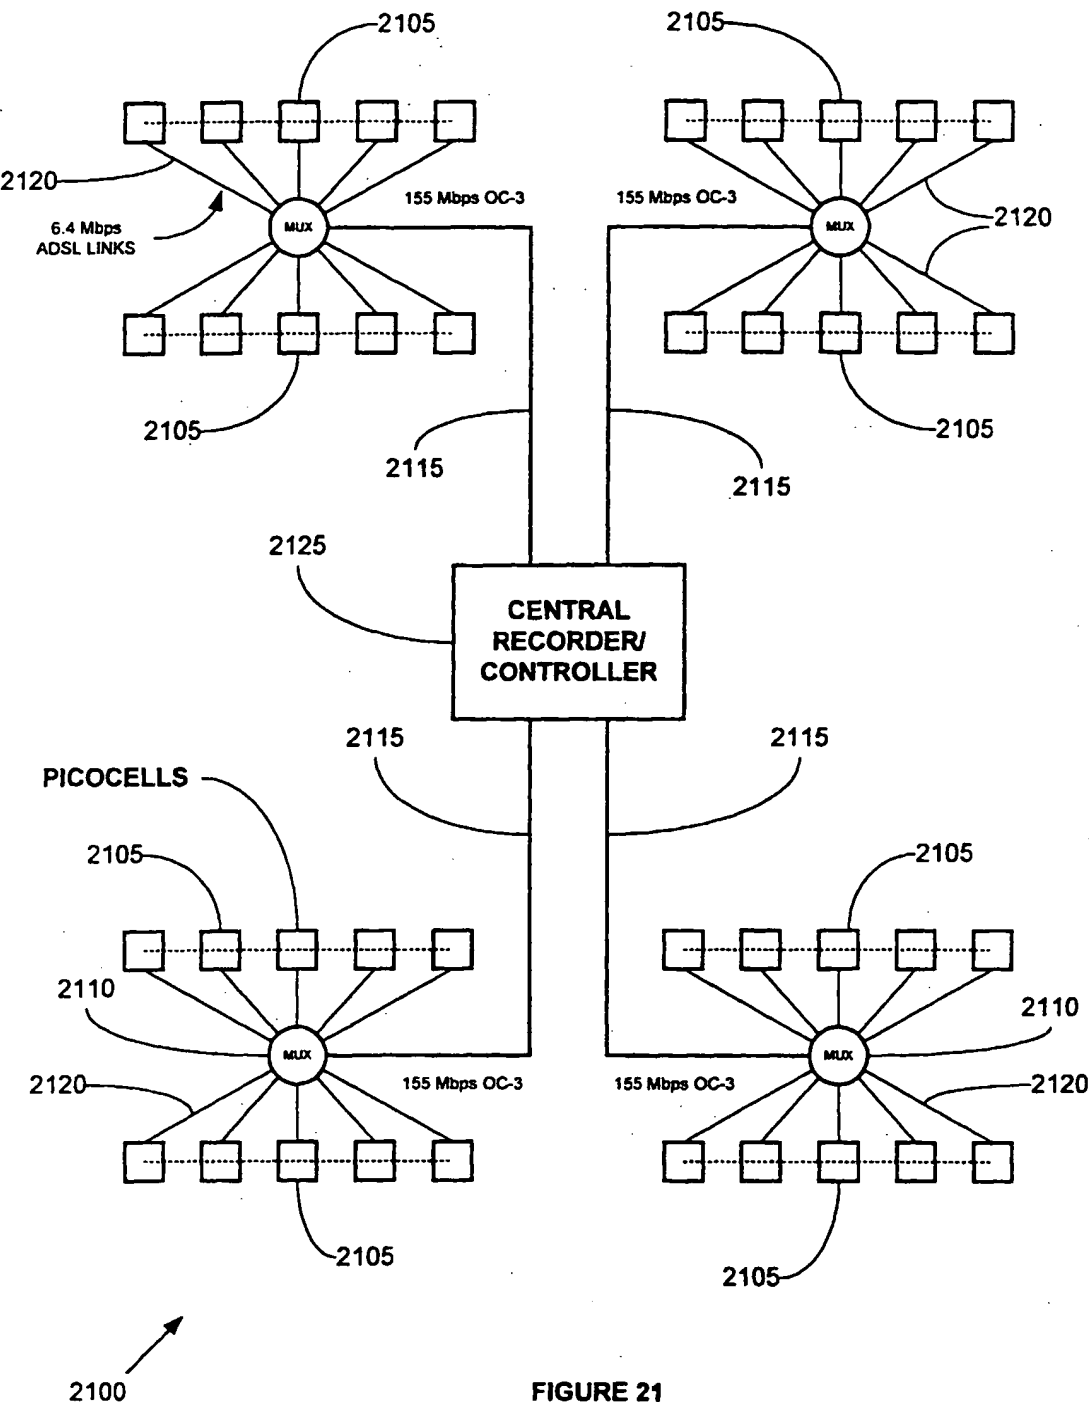 2105
2105
2120
155 Mbps OC-3
155 Mbps OC-3
2120
6.4 Mbps
ADSL LINKS
MUX
MUX
2105
2105
2115
2115
2125
CENTRAL
RECORDER/
CONTROLLER
2115
2115
PICOCELLS
2105
2105
2110
2110
MUX
MUX
2120
155 Mbps OC-3
155 Mbps OC-3
2120
2105
2105
2100
FIGURE 21